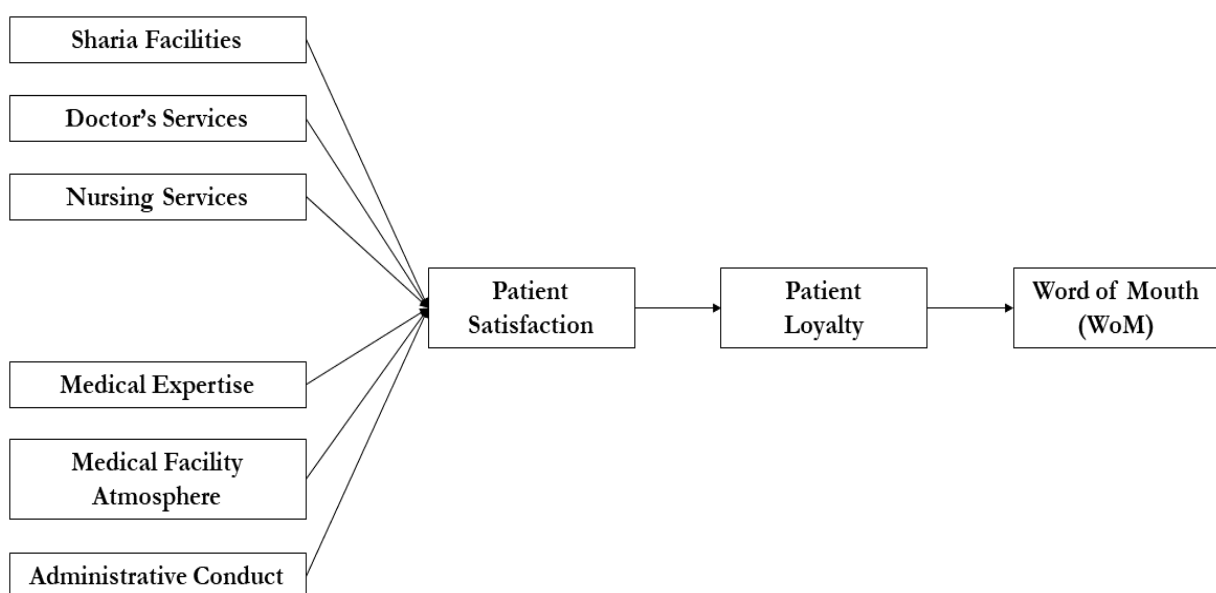 Sharia Facilities
Doctor's Services
Nursing Services
Patient
Satisfaction
Patient
Loyalty
Word of Mouth
(WoM)
Medical Expertise
Medical Facility
Atmosphere
Administrative Conduct